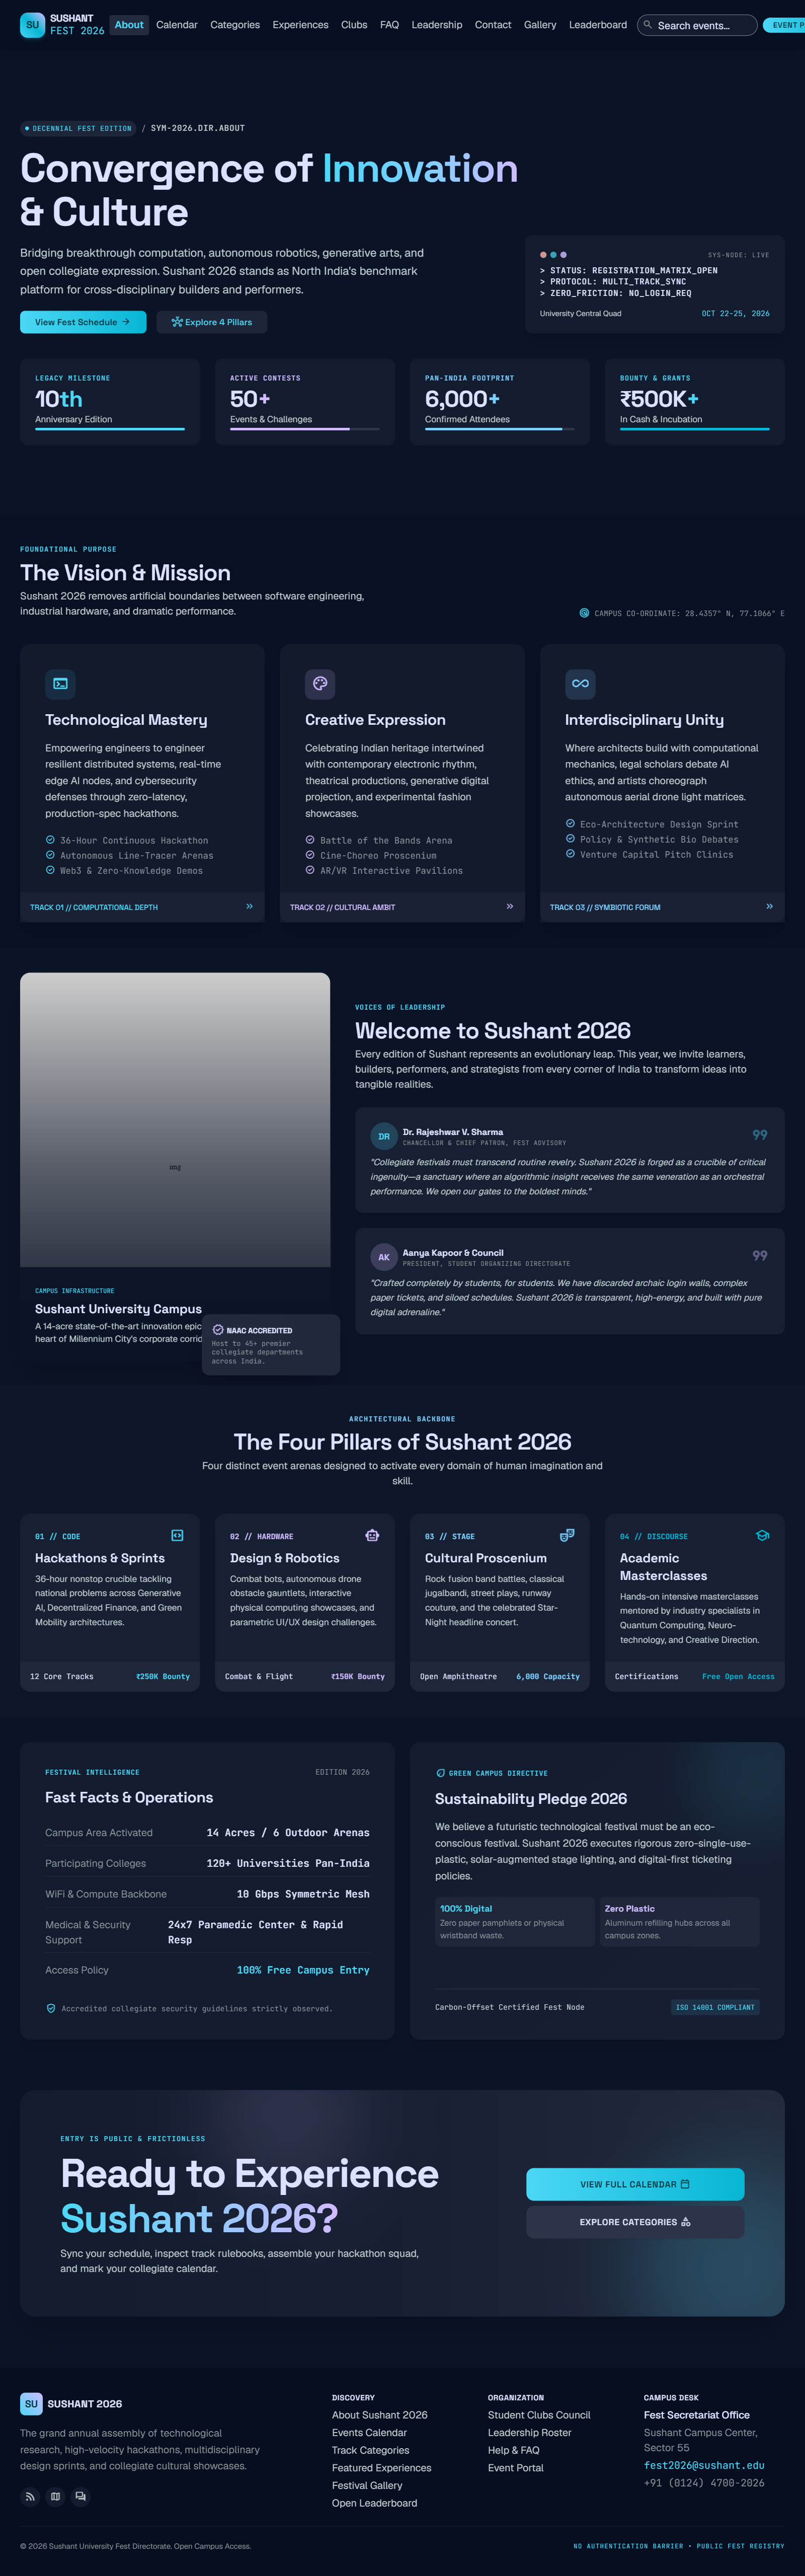 SU
SUSHANT
FEST 2026
About
Calendar
Categories
Experiences
Clubs
FAQ
Leadership
Contact
Gallery
Leaderboard
Search events...
EVENT P
DECENNIAL FEST EDITION
/ SYM-2026.DIR.ABOUT
Convergence of Innovation
& Culture
Bridging breakthrough computation, autonomous robotics, generative arts, and
open collegiate expression. Sushant 2026 stands as North India's benchmark
platform for cross-disciplinary builders and performers.
View Fest Schedule
Explore 4 Pillars
SYS-NODE: LIVE
> STATUS: REGISTRATION_MATRIX_OPEN
> PROTOCOL: MULTI_TRACK_SYNC
> ZERO_FRICTION: NO_LOGIN_REQ
University Central Quad
OCT 22-25, 2026
LEGACY MILESTONE
10th
Anniversary Edition
ACTIVE CONTESTS
50+
Events & Challenges
PAN-INDIA FOOTPRINT
6,000+
Confirmed Attendees
BOUNTY & GRANTS
₹500K+
In Cash & Incubation
FOUNDATIONAL PURPOSE
The Vision & Mission
Sushant 2026 removes artificial boundaries between software engineering,
industrial hardware, and dramatic performance.
CAMPUS CO-ORDINATE: 28.4357° N, 77.1066° E
Technological Mastery
Empowering engineers to engineer
resilient distributed systems, real-time
edge AI nodes, and cybersecurity
defenses through zero-latency,
production-spec hackathons.
36-Hour Continuous Hackathon
Autonomous Line-Tracer Arenas
Web3 & Zero-Knowledge Demos
TRACK 01 // COMPUTATIONAL DEPTH
Creative Expression
Celebrating Indian heritage intertwined
with contemporary electronic rhythm,
theatrical productions, generative digital
projection, and experimental fashion
showcases.
Battle of the Bands Arena
Cine-Choreo Proscenium
AR/VR Interactive Pavilions
TRACK 02 // CULTURAL AMBIT
Interdisciplinary Unity
Where architects build with computational
mechanics, legal scholars debate AI
ethics, and artists choreograph
autonomous aerial drone light matrices.
Eco-Architecture Design Sprint
Policy & Synthetic Bio Debates
Venture Capital Pitch Clinics
TRACK 03 // SYMBIOTIC FORUM
img
CAMPUS INFRASTRUCTURE
Sushant University Campus
A 14-acre state-of-the-art innovation epic
heart of Millennium City's corporate corrid
NAAC ACCREDITED
Host to 45+ premier
collegiate departments
across India.
VOICES OF LEADERSHIP
Welcome to Sushant 2026
Every edition of Sushant represents an evolutionary leap. This year, we invite learners,
builders, performers, and strategists from every corner of India to transform ideas into
tangible realities.
DR
Dr. Rajeshwar V. Sharma
CHANCELLOR & CHIEF PATRON, FEST ADVISORY
"Collegiate festivals must transcend routine revelry. Sushant 2026 is forged as a crucible of critical
ingenuity—a sanctuary where an algorithmic insight receives the same veneration as an orchestral
performance. We open our gates to the boldest minds."
AK
Aanya Kapoor & Council
PRESIDENT, STUDENT ORGANIZING DIRECTORATE
"Crafted completely by students, for students. We have discarded archaic login walls, complex
paper tickets, and siloed schedules. Sushant 2026 is transparent, high-energy, and built with pure
digital adrenaline."
ARCHITECTURAL BACKBONE
The Four Pillars of Sushant 2026
Four distinct event arenas designed to activate every domain of human imagination and
skill.
01 // CODE
Hackathons & Sprints
36-hour nonstop crucible tackling
national problems across Generative
AI, Decentralized Finance, and Green
Mobility architectures.
12 Core Tracks
₹250K Bounty
02 // HARDWARE
Design & Robotics
Combat bots, autonomous drone
obstacle gauntlets, interactive
physical computing showcases, and
parametric UI/UX design challenges.
Combat & Flight
₹150K Bounty
03 // STAGE
Cultural Proscenium
Rock fusion band battles, classical
jugalbandi, street plays, runway
couture, and the celebrated Star-
Night headline concert.
Open Amphitheatre
6,000 Capacity
04 // DISCOURSE
Academic
Masterclasses
Hands-on intensive masterclasses
mentored by industry specialists in
Quantum Computing, Neuro-
technology, and Creative Direction.
Certifications
Free Open Access
FESTIVAL INTELLIGENCE
EDITION 2026
Fast Facts & Operations
Campus Area Activated
14 Acres / 6 Outdoor Arenas
Participating Colleges
120+ Universities Pan-India
WiFi & Compute Backbone
10 Gbps Symmetric Mesh
Medical & Security
Support
24x7 Paramedic Center & Rapid
Resp
Access Policy
100% Free Campus Entry
Accredited collegiate security guidelines strictly observed.
GREEN CAMPUS DIRECTIVE
Sustainability Pledge 2026
We believe a futuristic technological festival must be an eco-
conscious festival. Sushant 2026 executes rigorous zero-single-use-
plastic, solar-augmented stage lighting, and digital-first ticketing
policies.
100% Digital
Zero paper pamphlets or physical
wristband waste.
Zero Plastic
Aluminum refilling hubs across all
campus zones.
Carbon-Offset Certified Fest Node
ISO 14001 COMPLIANT
ENTRY IS PUBLIC & FRICTIONLESS
Ready to Experience
Sushant 2026?
Sync your schedule, inspect track rulebooks, assemble your hackathon squad,
and mark your collegiate calendar.
VIEW FULL CALENDAR
EXPLORE CATEGORIES
SU
SUSHANT 2026
The grand annual assembly of technological
research, high-velocity hackathons, multidisciplinary
design sprints, and collegiate cultural showcases.
DISCOVERY
About Sushant 2026
Events Calendar
Track Categories
Featured Experiences
Festival Gallery
Open Leaderboard
ORGANIZATION
Student Clubs Council
Leadership Roster
Help & FAQ
Event Portal
CAMPUS DESK
Fest Secretariat Office
Sushant Campus Center,
Sector 55
fest2026@sushant.edu
+91 (0124) 4700-2026
© 2026 Sushant University Fest Directorate. Open Campus Access.
NO AUTHENTICATION BARRIER • PUBLIC FEST REGISTRY